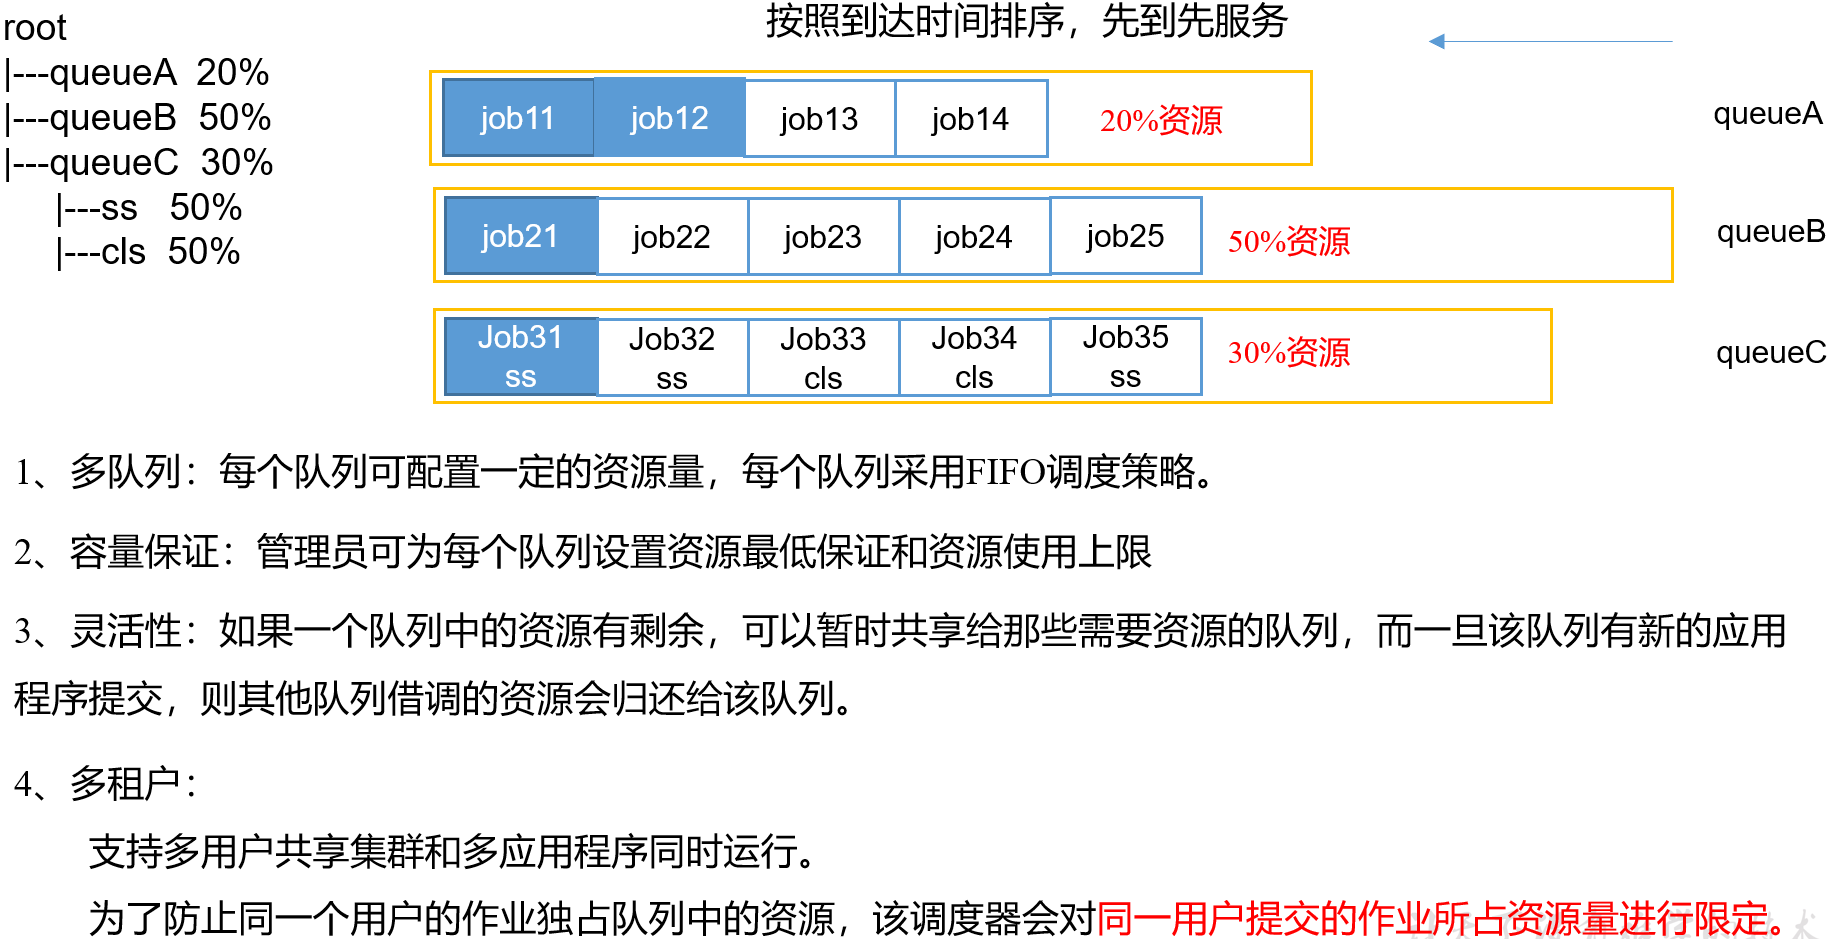 按照到达时间排序，先到先服务
root
|---queueA 20%
|---queueB 50%
|---queueC 30%
|---ss 50%
|---cls 50%
job11 job12 job13 job14 20%资源 queueA
job21 job22 job23 job24 job25 50%资源 queueB
Job31 Job32 Job33 Job34 Job35 30%资源 queueC
ss ss cls cls ss
1、多队列：每个队列可配置一定的资源量，每个队列采用FIFO调度策略。
2、容量保证：管理员可为每个队列设置资源最低保证和资源使用上限
3、灵活性：如果一个队列中的资源有剩余，可以暂时共享给那些需要资源的队列，而一旦该队列有新的应用
程序提交，则其他队列借调的资源会归还给该队列。
4、多租户：
支持多用户共享集群和多应用程序同时运行。
为了防止同一个用户的作业独占队列中的资源，该调度器会对同一用户提交的作业所占资源量进行限定。